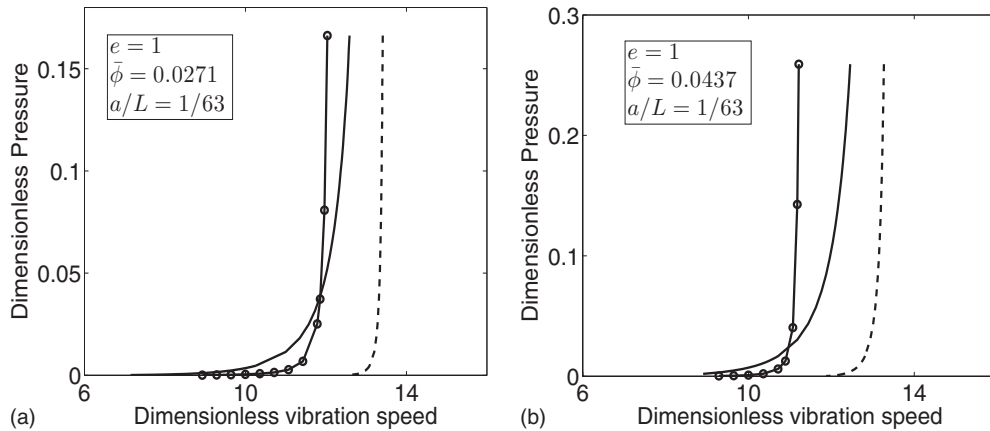 0.15
0.1
0.05
0
Dimensionless Pressure
e = 1
ϕ̄ = 0.0271
a/L = 1/63
6 10 14
(a) Dimensionless vibration speed
0.3
0.2
0.1
0
Dimensionless Pressure
e = 1
ϕ̄ = 0.0437
a/L = 1/63
6 10 14
(b) Dimensionless vibration speed